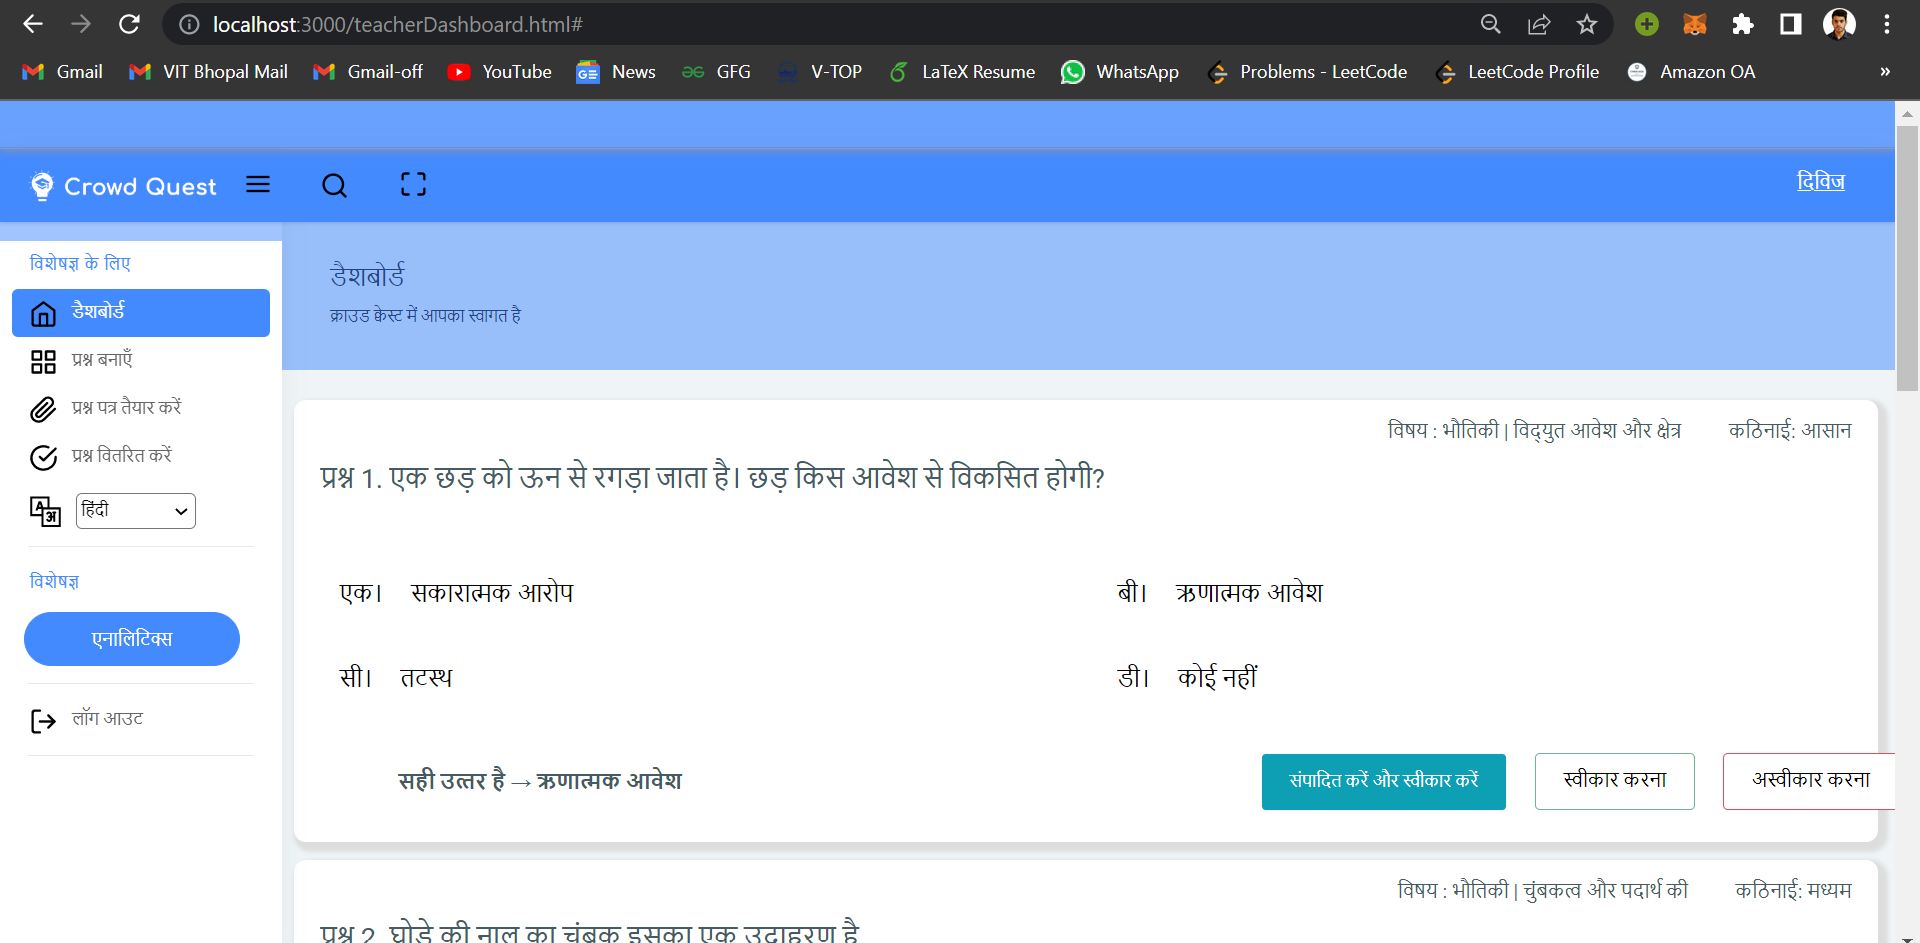 localhost:3000/teacherDashboard.html#
Gmail VIT Bhopal Mail Gmail-off YouTube News GFG V-TOP LaTeX Resume WhatsApp Problems - LeetCode LeetCode Profile Amazon OA »
Crowd Quest
दिविज
विशेषज्ञ के लिए
डैशबोर्ड
प्रश्न बनाएँ
प्रश्न पत्र तैयार करें
प्रश्न वितरित करें
हिंदी
विशेषज्ञ
एनालिटिक्स
लॉग आउट
डैशबोर्ड
क्राउड क्वेस्ट में आपका स्वागत है
विषय : भौतिकी | विद्युत आवेश और क्षेत्र कठिनाई: आसान
प्रश्न 1. एक छड़ को ऊन से रगड़ा जाता है। छड़ किस आवेश से विकसित होगी?
एक। सकारात्मक आरोप बी। ऋणात्मक आवेश
सी। तटस्थ डी। कोई नहीं
सही उत्तर है → ऋणात्मक आवेश
संपादित करें और स्वीकार करें स्वीकार करना अस्वीकार करना
विषय : भौतिकी | चुंबकत्व और पदार्थ की कठिनाई: मध्यम
प्रश्न 2. घोड़े की नाल का चुंबक इसका एक उदाहरण है